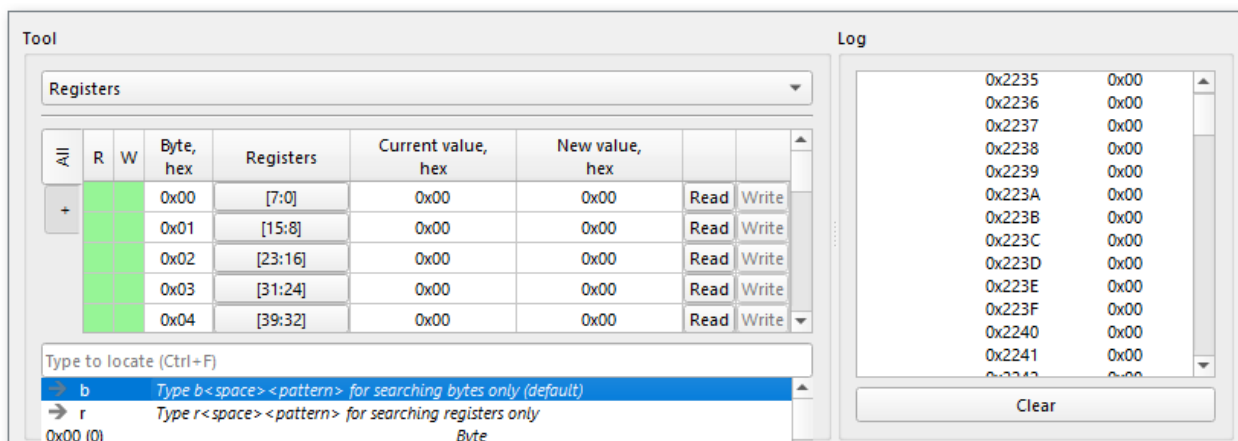 Tool
Registers
All
+
R W Byte, hex Registers Current value, hex New value, hex
0x00 [7:0] 0x00 0x00 Read Write
0x01 [15:8] 0x00 0x00 Read Write
0x02 [23:16] 0x00 0x00 Read Write
0x03 [31:24] 0x00 0x00 Read Write
0x04 [39:32] 0x00 0x00 Read Write
Type to locate (Ctrl+F)
b Type b<space><pattern> for searching bytes only (default)
r Type r<space><pattern> for searching registers only
0x00 (0) Byte
Log
0x2235 0x00
0x2236 0x00
0x2237 0x00
0x2238 0x00
0x2239 0x00
0x223A 0x00
0x223B 0x00
0x223C 0x00
0x223D 0x00
0x223E 0x00
0x223F 0x00
0x2240 0x00
0x2241 0x00
Clear